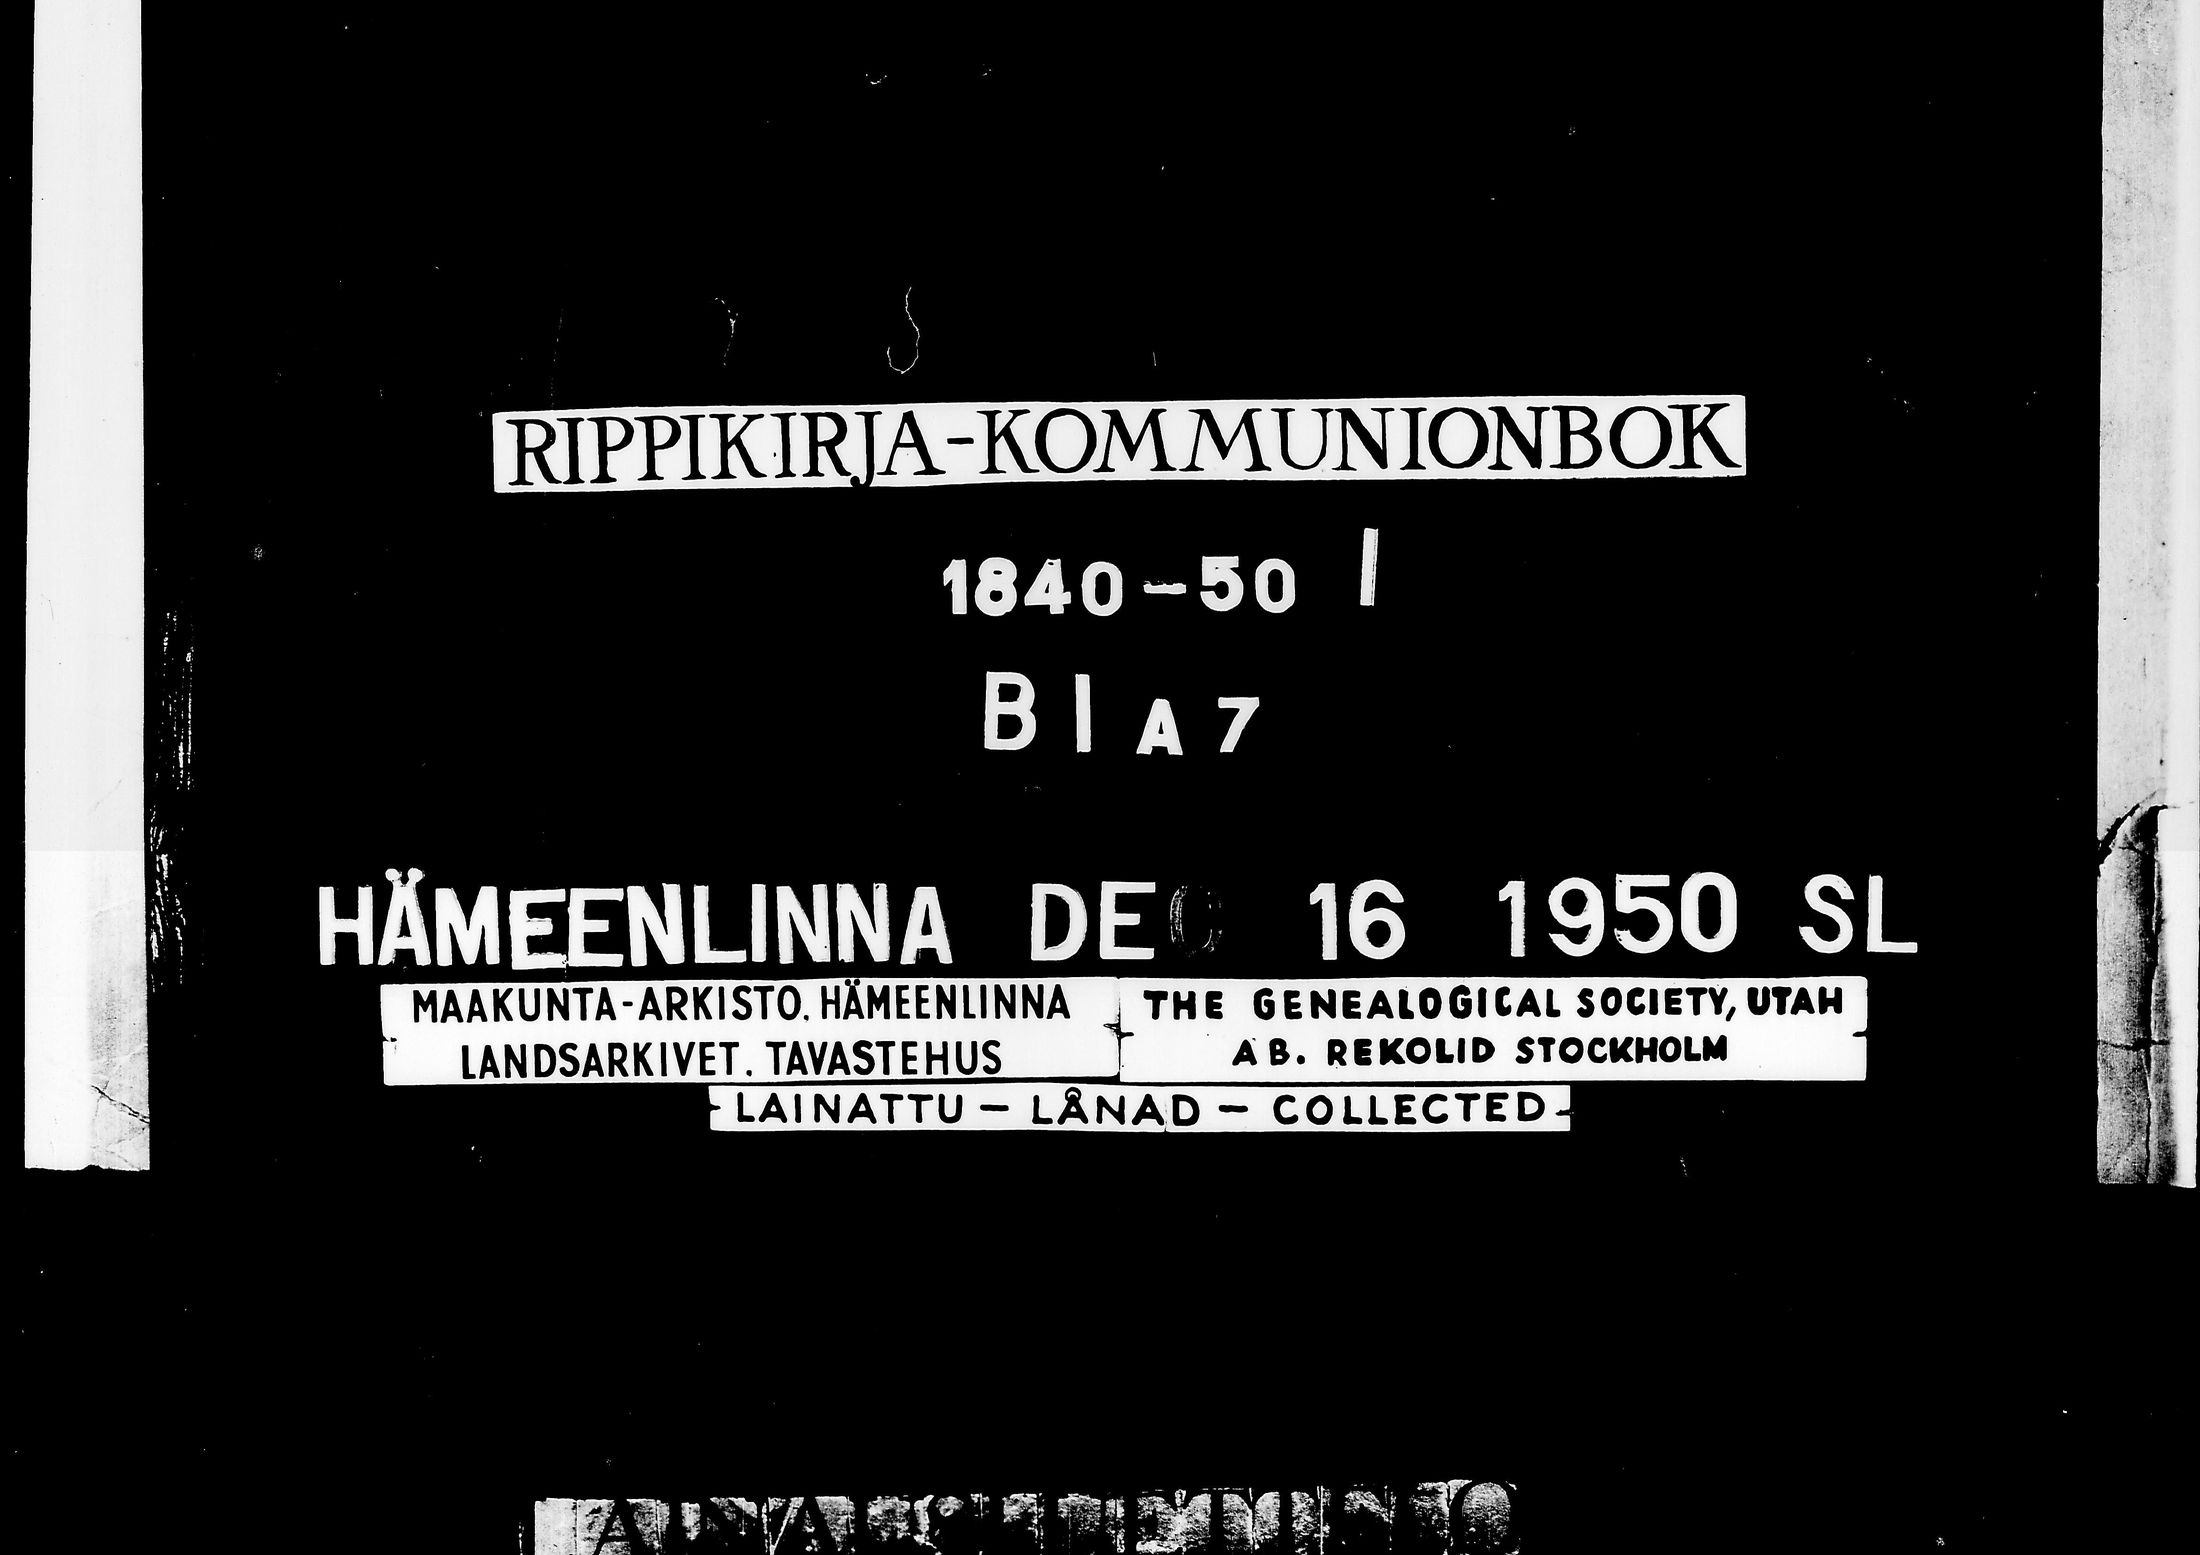 RIPPIKIRJA-KOMMUNIONBOK
1840-50 I
B I A 7
HÄMEENLINNA DEC 16 1950 SL
MAAKUNTA-ARKISTO. HÄMEENLINNA
LANDSARKIVET. TAVASTEHUS
THE GENEALOGICAL SOCIETY, UTAH
AB. REKOLID STOCKHOLM
LAINATTU - LÅNAD - COLLECTED